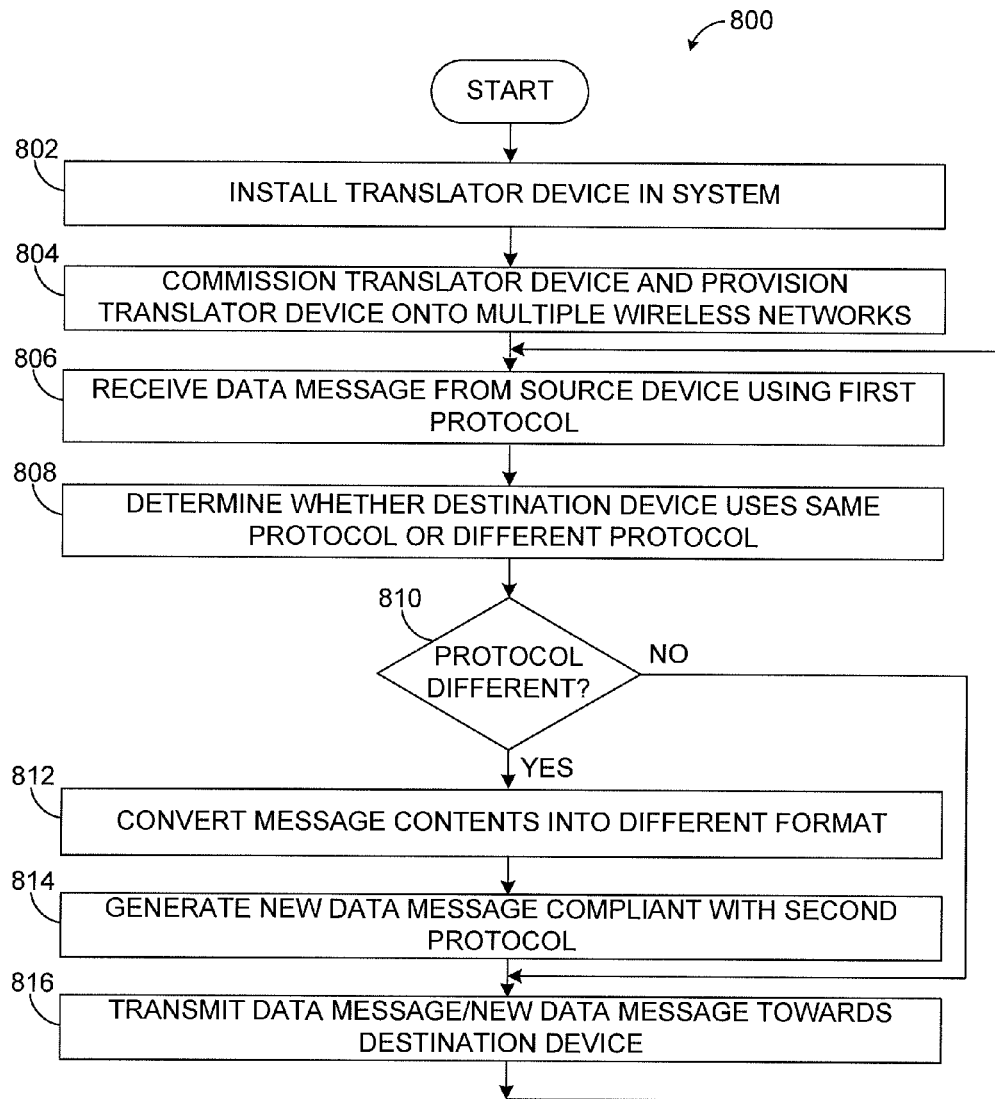 800
START
802
INSTALL TRANSLATOR DEVICE IN SYSTEM
804
COMMISSION TRANSLATOR DEVICE AND PROVISION
TRANSLATOR DEVICE ONTO MULTIPLE WIRELESS NETWORKS
806
RECEIVE DATA MESSAGE FROM SOURCE DEVICE USING FIRST
PROTOCOL
808
DETERMINE WHETHER DESTINATION DEVICE USES SAME
PROTOCOL OR DIFFERENT PROTOCOL
810
PROTOCOL
DIFFERENT?
NO
YES
812
CONVERT MESSAGE CONTENTS INTO DIFFERENT FORMAT
814
GENERATE NEW DATA MESSAGE COMPLIANT WITH SECOND
PROTOCOL
816
TRANSMIT DATA MESSAGE/NEW DATA MESSAGE TOWARDS
DESTINATION DEVICE